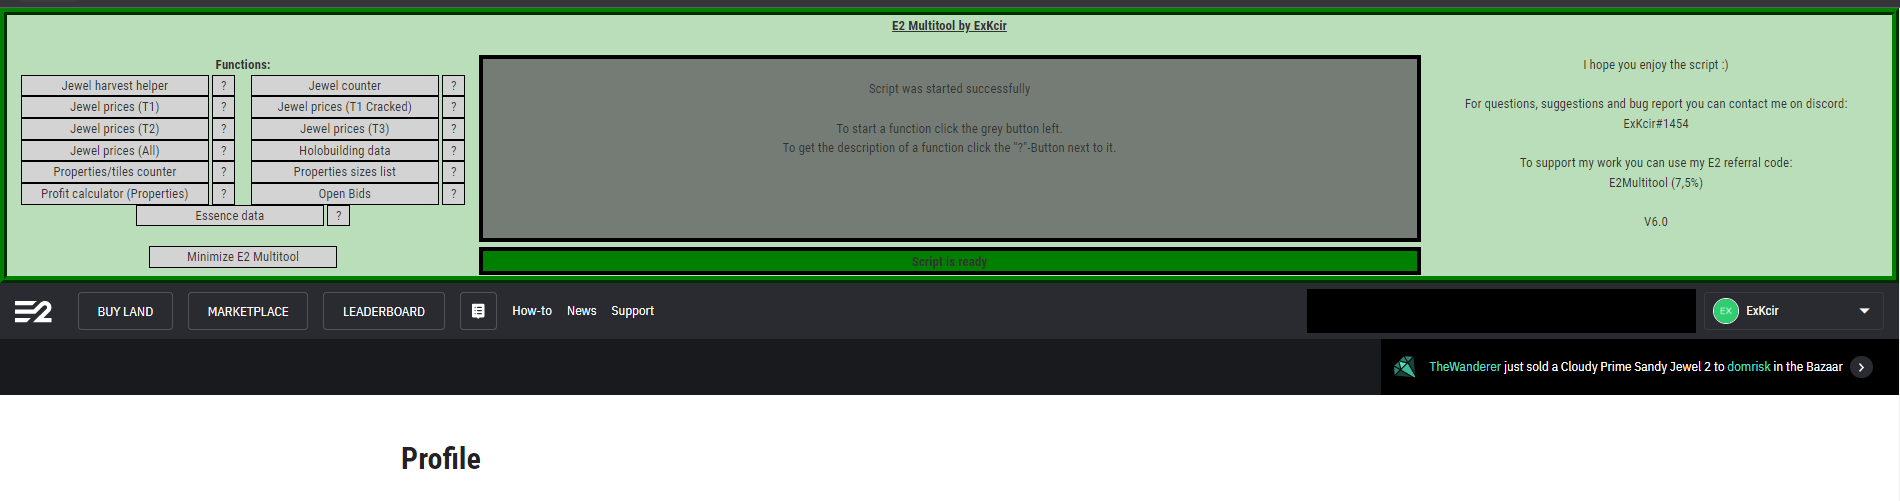 E2 Multitool by ExKcir
Functions:
Jewel harvest helper ? Jewel counter ?
Jewel prices (T1) ? Jewel prices (T1 Cracked) ?
Jewel prices (T2) ? Jewel prices (T3) ?
Jewel prices (All) ? Holobuilding data ?
Properties/tiles counter ? Properties sizes list ?
Profit calculator (Properties) ? Open Bids ?
Essence data ?
Minimize E2 Multitool
Script was started successfully
To start a function click the grey button left.
To get the description of a function click the "?"-Button next to it.
Script is ready
I hope you enjoy the script :)
For questions, suggestions and bug report you can contact me on discord:
ExKcir#1454
To support my work you can use my E2 referral code:
E2Multitool (7,5%)
V6.0
E2 BUY LAND MARKETPLACE LEADERBOARD How-to News Support EX ExKcir
TheWanderer just sold a Cloudy Prime Sandy Jewel 2 to domrisk in the Bazaar
Profile